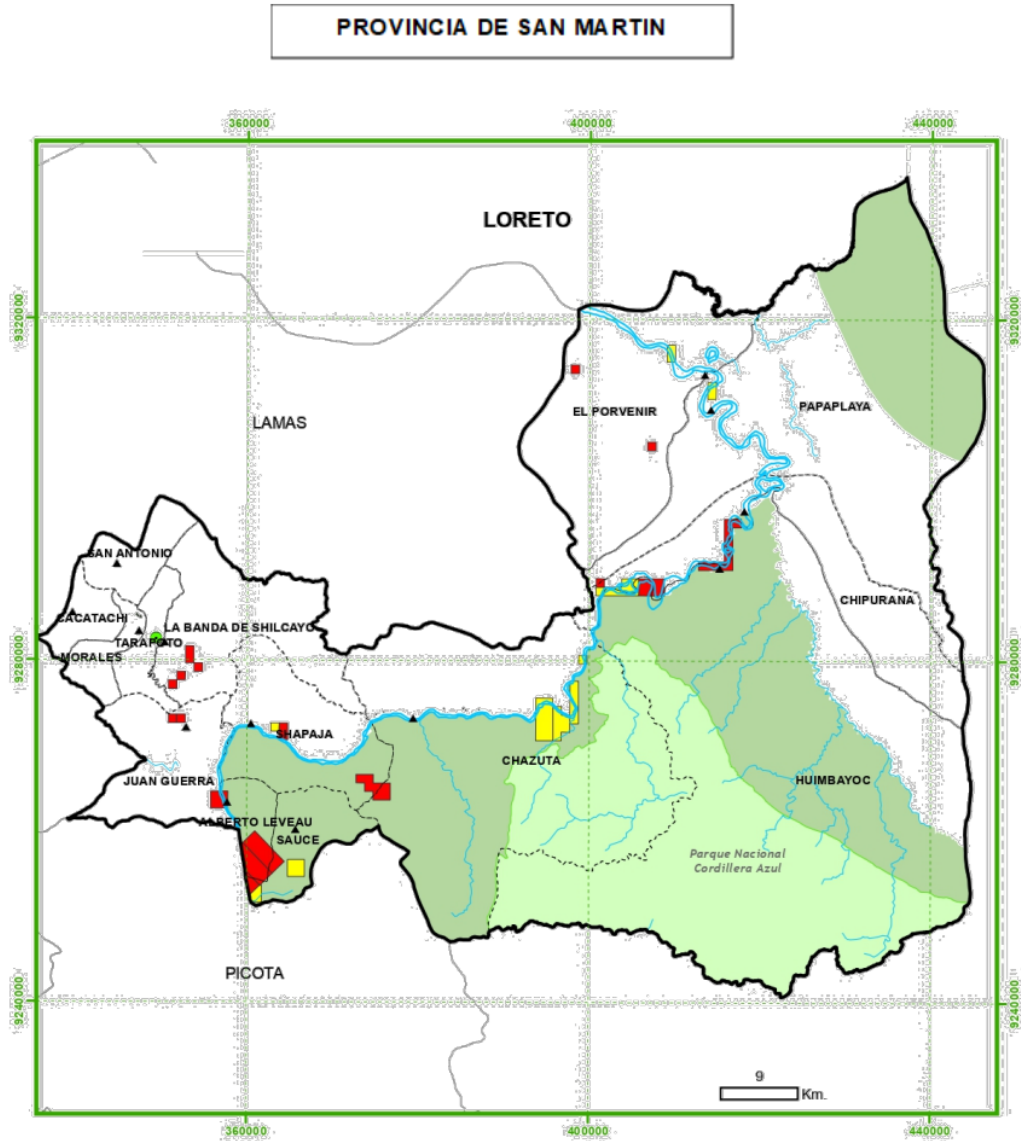 PROVINCIA DE SAN MARTIN
360000
400000
440000
LORETO
9320000
9320000
EL PORVENIR
PAPAPLAYA
LAMAS
SAN ANTONIO
CACATACHI
LA BANDA DE SHILCAYO
TARAPOTO
MORALES
CHIPURANA
9280000
9280000
SHAPAJA
CHAZUTA
JUAN GUERRA
HUIMBAYOC
ALBERTO LEVEAU
SAUCE
Parque Nacional
Cordillera Azul
PICOTA
9240000
9240000
9
Km.
360000
400000
440000